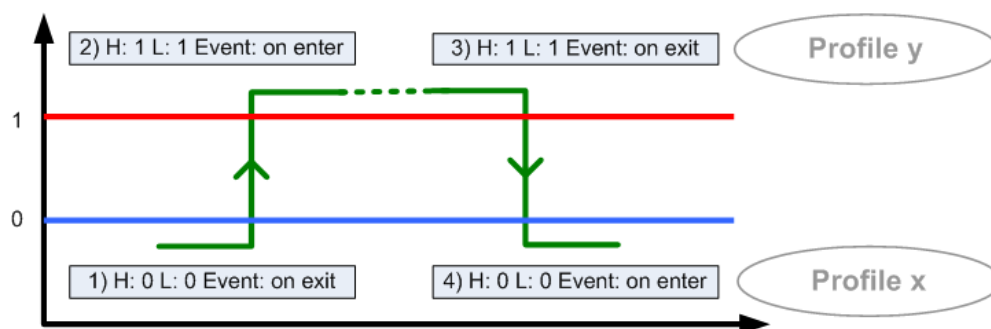 2) H: 1 L: 1 Event: on enter
3) H: 1 L: 1 Event: on exit
Profile y
1
0
1) H: 0 L: 0 Event: on exit
4) H: 0 L: 0 Event: on enter
Profile x